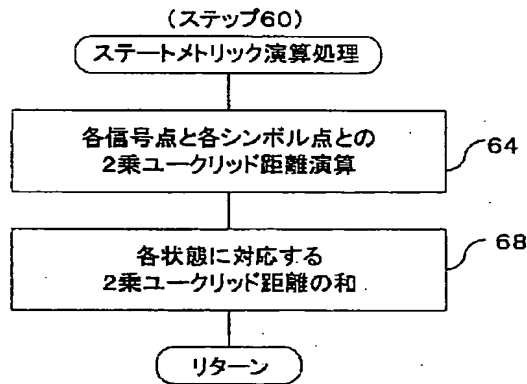 (ステップ60)
ステートメトリック演算処理
各信号点と各シンボル点との
2乗ユークリッド距離演算
64
各状態に対応する
2乗ユークリッド距離の和
68
リターン